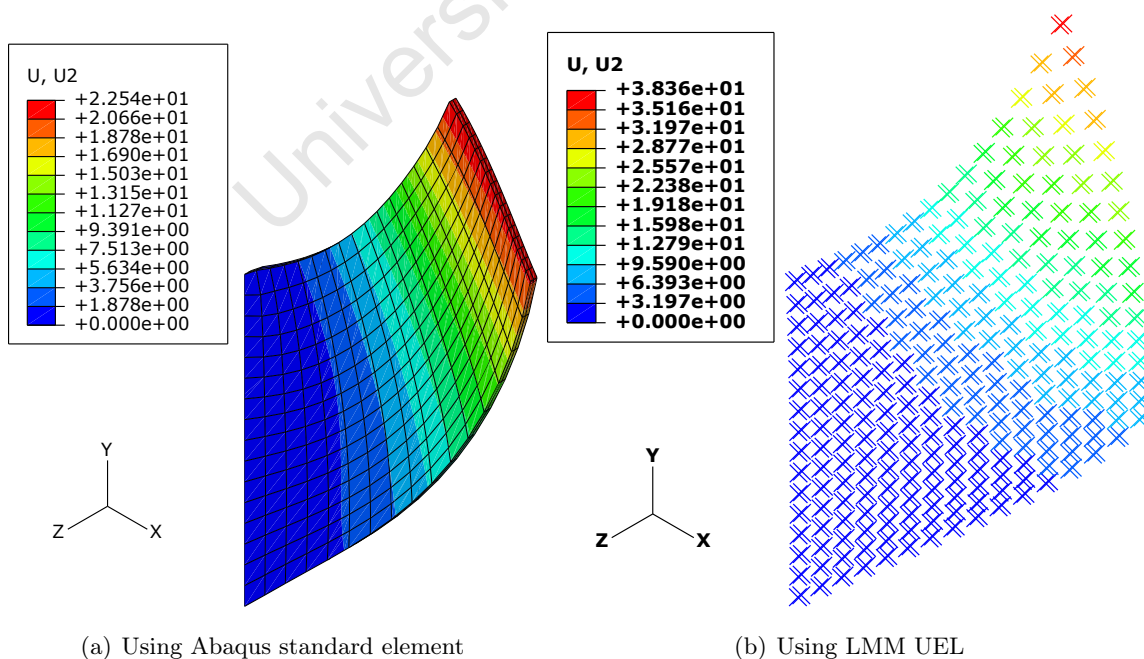 Universi
U, U2
+2.254e+01
+2.066e+01
+1.878e+01
+1.690e+01
+1.503e+01
+1.315e+01
+1.127e+01
+9.391e+00
+7.513e+00
+5.634e+00
+3.756e+00
+1.878e+00
+0.000e+00
Y
Z
X
(a) Using Abaqus standard element
U, U2
+3.836e+01
+3.516e+01
+3.197e+01
+2.877e+01
+2.557e+01
+2.238e+01
+1.918e+01
+1.598e+01
+1.279e+01
+9.590e+00
+6.393e+00
+3.197e+00
+0.000e+00
Y
Z
X
(b) Using LMM UEL